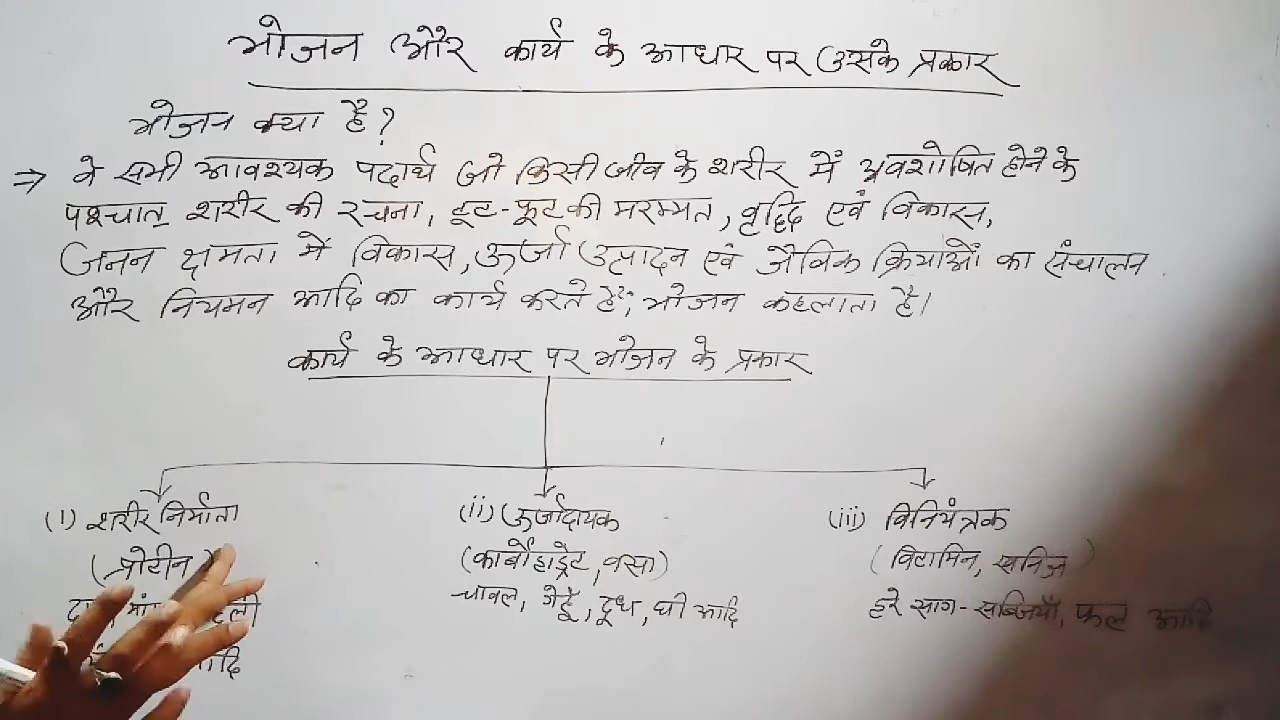 भोजन और कार्य के आधार पर उसके प्रकार
भोजन क्या है?
⇒ वे सभी आवश्यक पदार्थ जो किसी जीव के शरीर में अवशोषित होने के
पश्चात् शरीर की रचना, टूट-फूट की मरम्मत, वृद्धि एवं विकास,
जनन क्षमता में विकास, ऊर्जा उत्पादन एवं जैविक क्रियाओं का संचालन
और नियमन आदि का कार्य करते हैं, भोजन कहलाता है।
कार्य के आधार पर भोजन के प्रकार
(i) शरीर निर्माता
(प्रोटीन)
(ii) ऊर्जादायक
(कार्बोहाड्रेट, वसा)
चावल, गेहूँ, दूध, घी आदि
(iii) विनियंत्रक
(विटामिन, खनिज)
हरे साग-सब्जियाँ, फल आदि